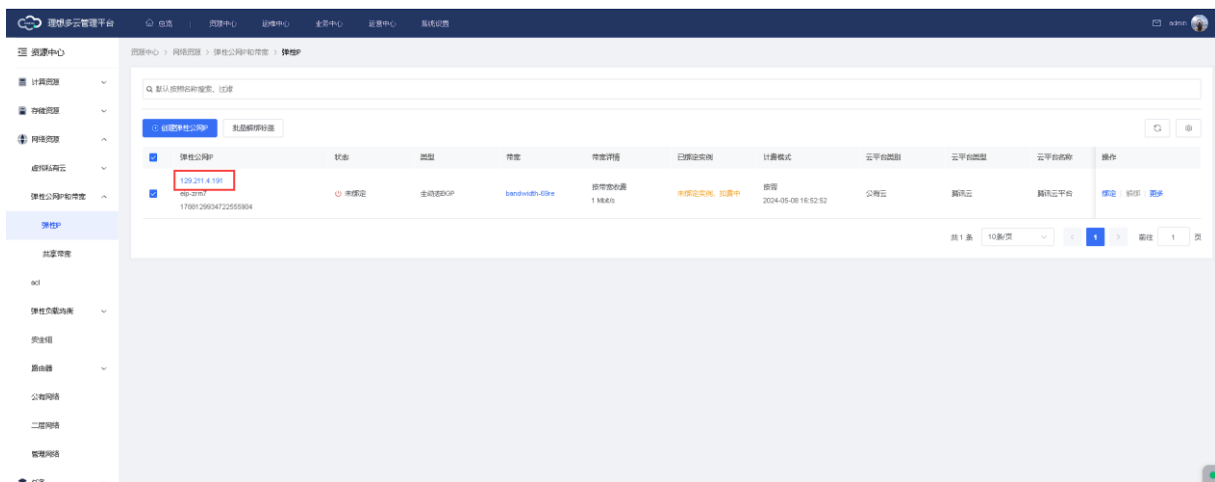 理想多云管理平台 总览 | 资源中心 运维中心 业务中心 运营中心 系统设置 admin
资源中心
资源中心 > 网络资源 > 弹性公网IP和带宽 > 弹性IP
计算资源
默认按照名称搜索、过滤
存储资源
创建弹性公网IP 批量解绑标签
网络资源
弹性公网IP 状态 类型 带宽 带宽详情 已绑定实例 计费模式 云平台类别 云平台类型 云平台名称 操作
虚拟私有云
129.211.4.191
eip-zrm7
未绑定 全动态BGP bandwidth-69re 按带宽收费 未绑定实例，扣费中 按需 公有云 腾讯云 腾讯云平台 绑定 | 解绑 | 更多
1 Mbit/s 2024-05-08 16:52:52
1788129934722555904
弹性公网IP和带宽
弹性IP
共 1 条 10条/页 < 1 > 前往 1 页
共享带宽
acl
弹性负载均衡
安全组
路由器
公有网络
二层网络
管理网络